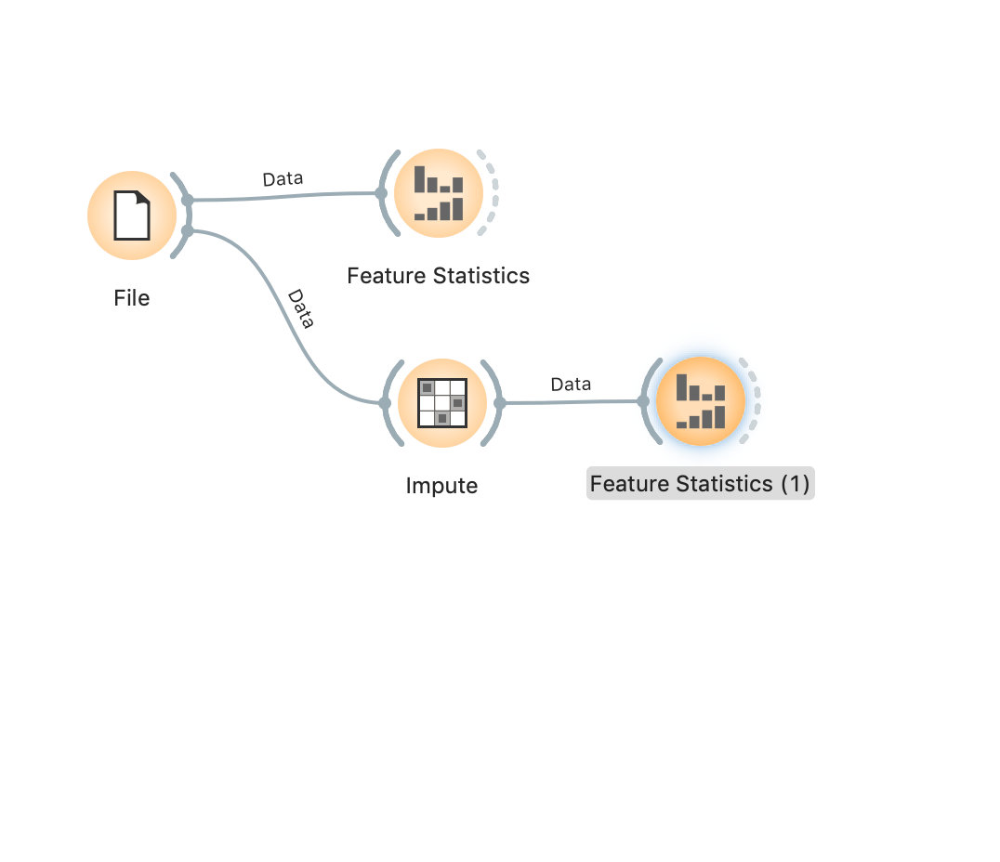 Data
Feature Statistics
File
Data
Data
Impute
Feature Statistics (1)